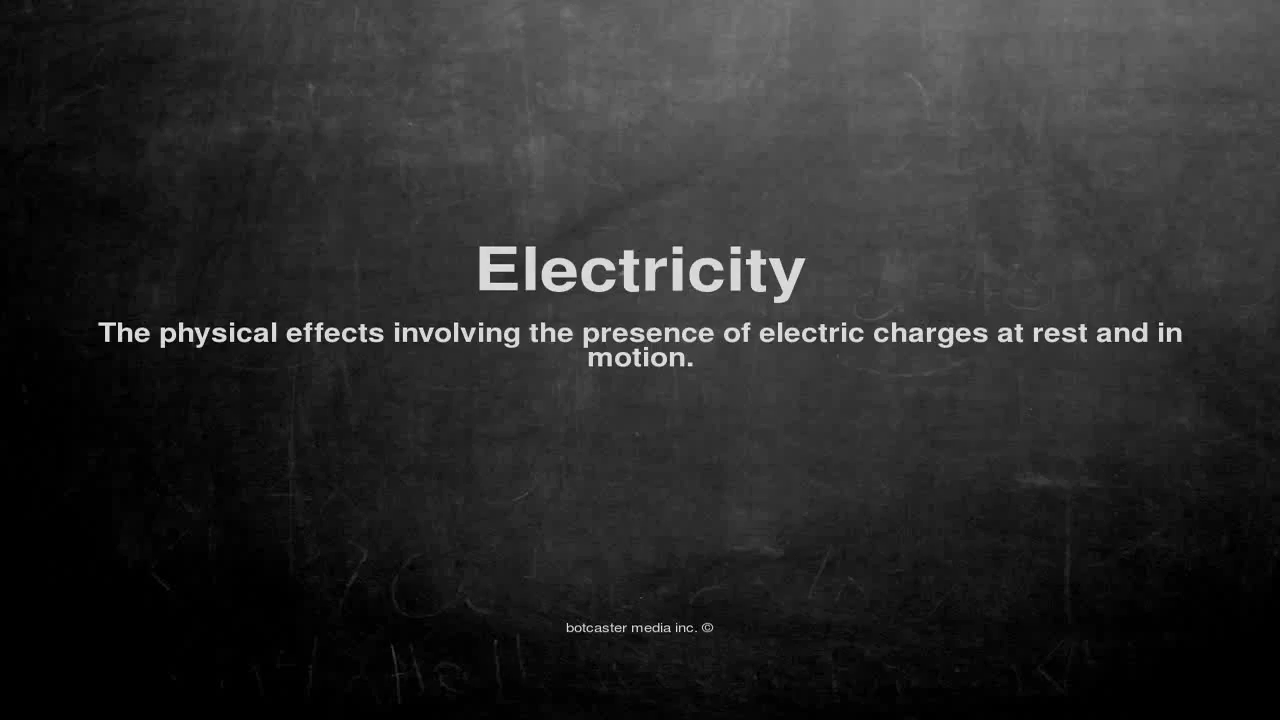 Electricity
The physical effects involving the presence of electric charges at rest and in
motion.
botcaster media inc. ©